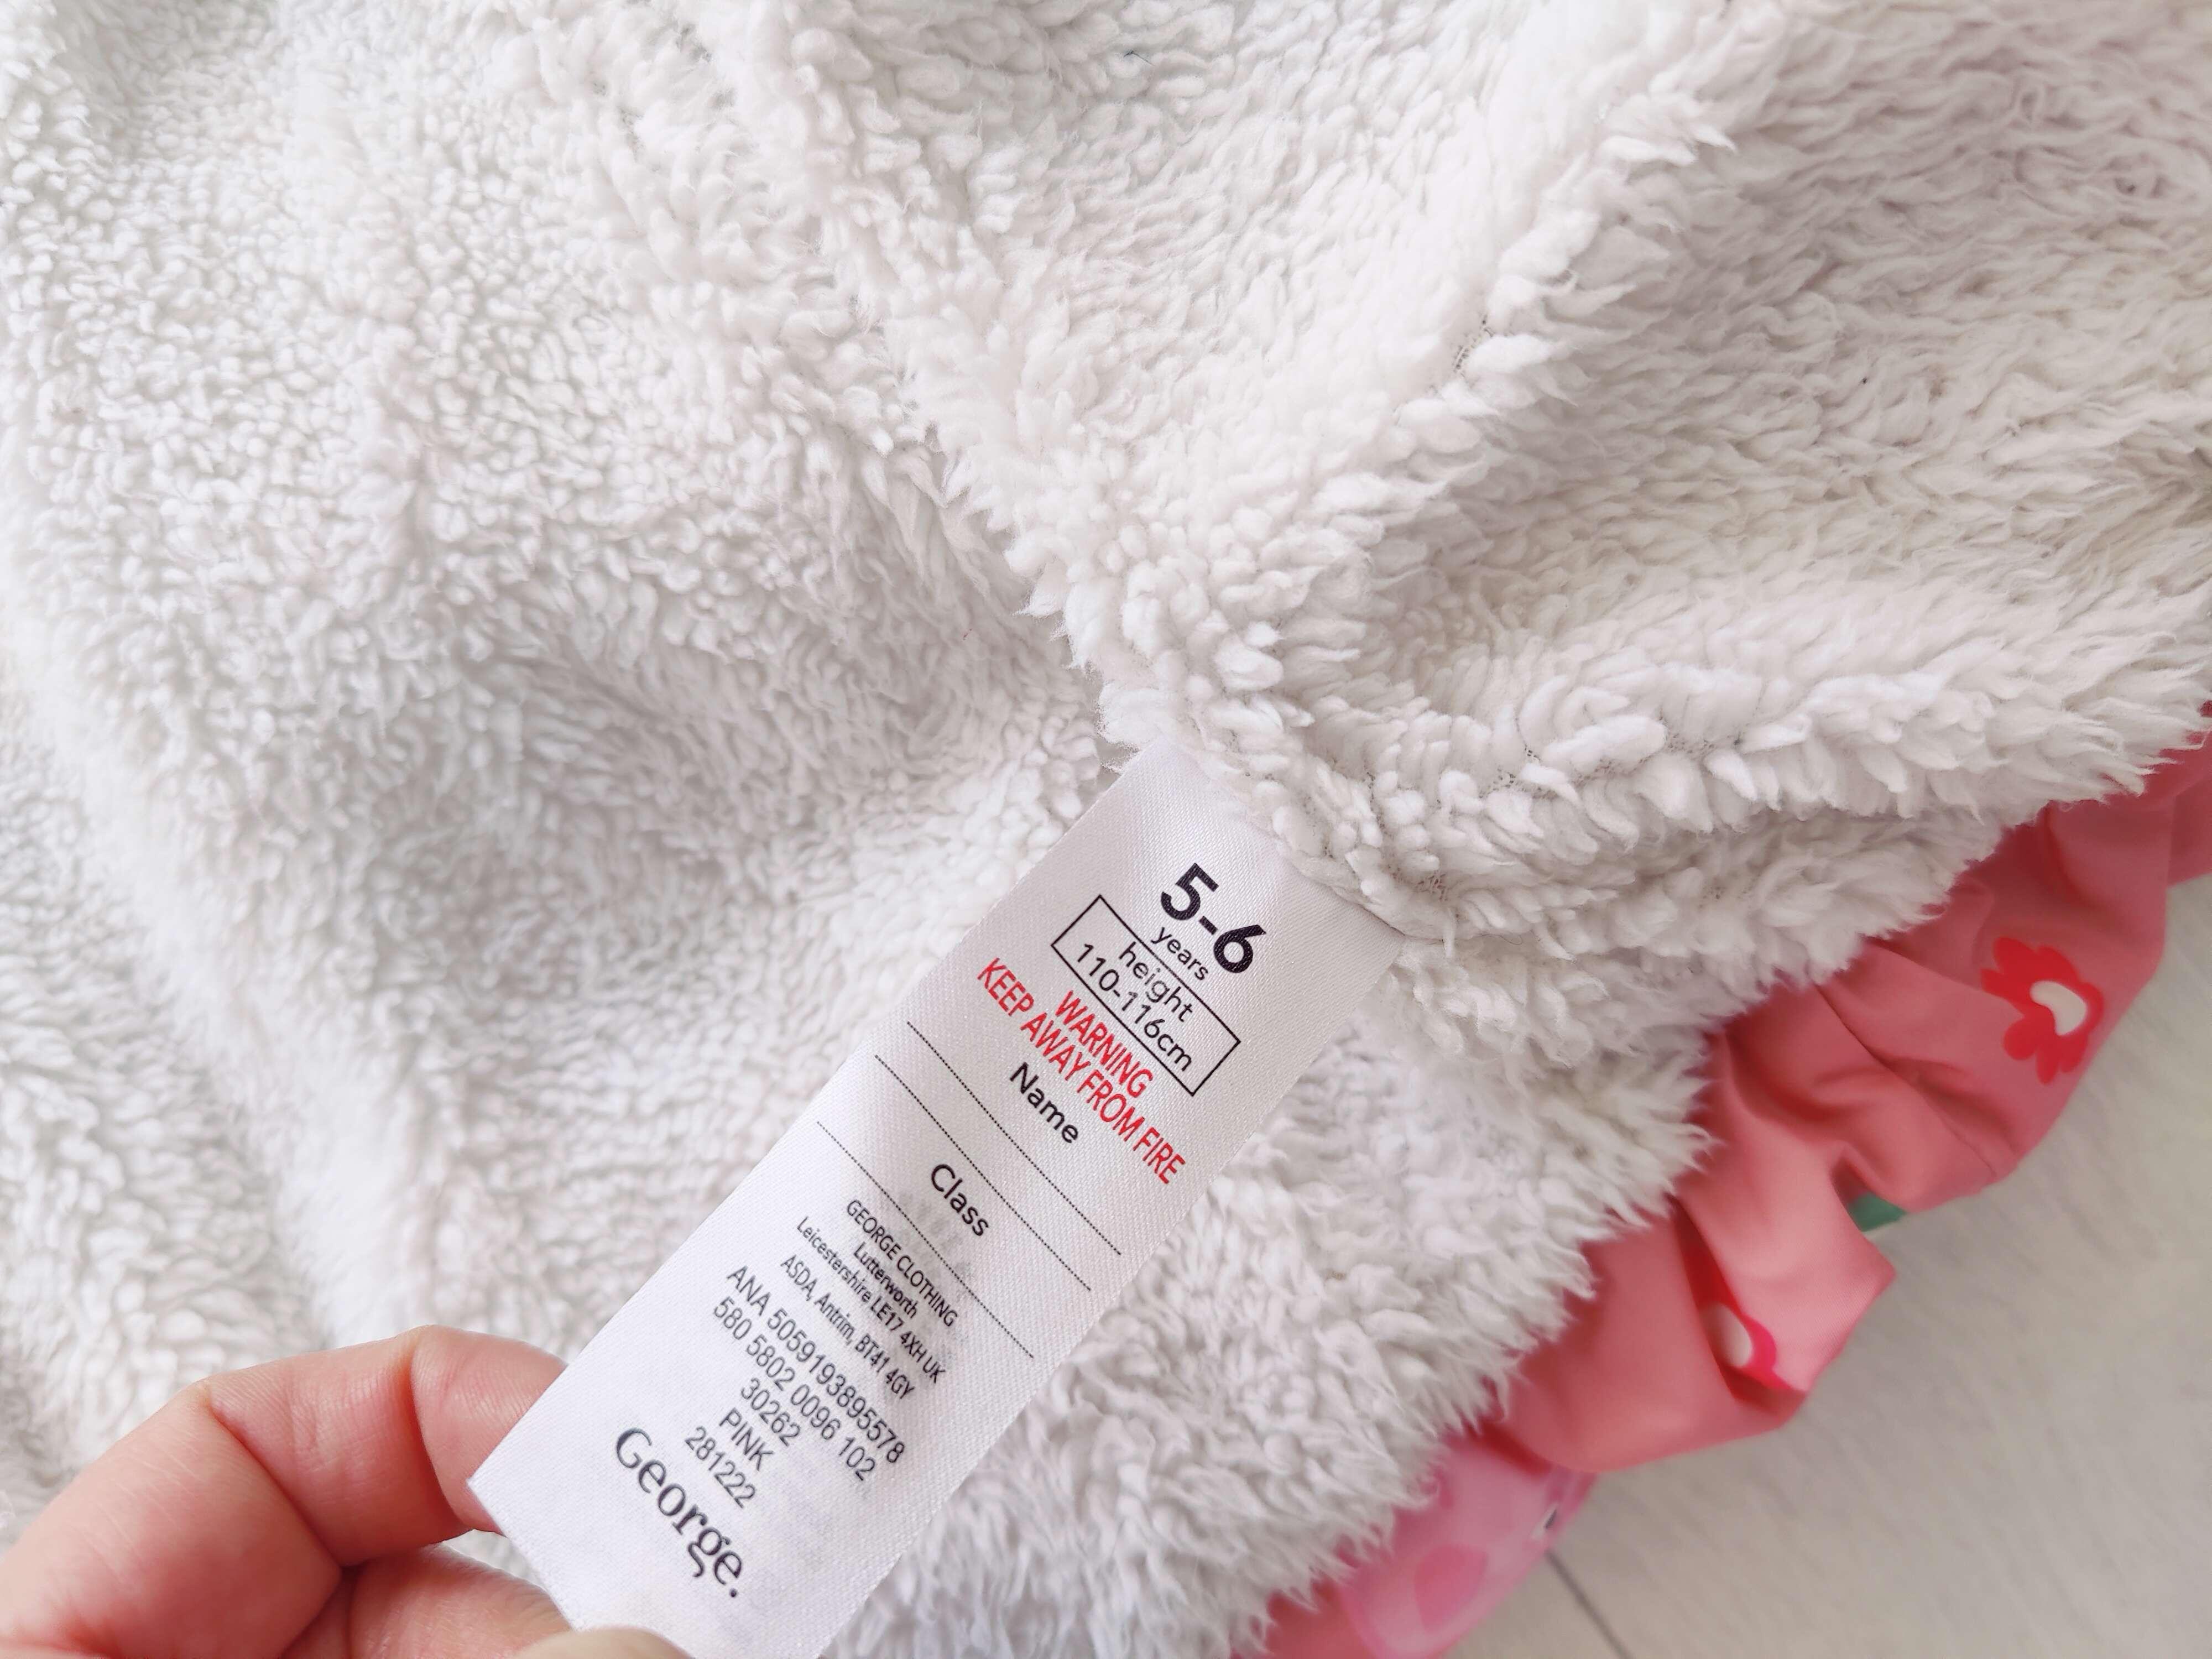 5-6
years
height
110-116cm
WARNING
KEEP AWAY FROM FIRE
Name
Class
GEORGE CLOTHING
Lutterworth
Leicestershire LE17 4XH UK
ASDA, Antrim, BT41 4GY
ANA 5059193895578
580 5802 0096 102
30262
PINK
281222
George.